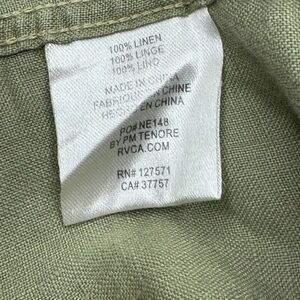 100% LINEN
100% LINGE
100% LINO
MADE IN CHINA
FABRIQUÉ EN CHINE
HECHO EN CHINA
PO# NE148
BY PM TENORE
RVCA.COM
RN# 127571
CA# 37757